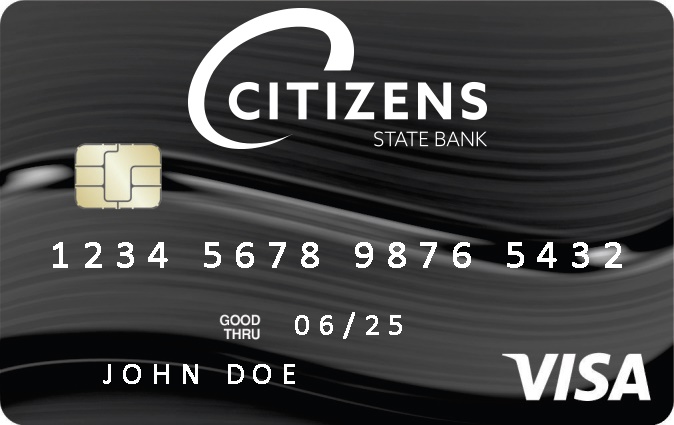 CITIZENS
STATE BANK
1234 5678 9876 5432
GOOD
THRU 06/25
JOHN DOE
VISA